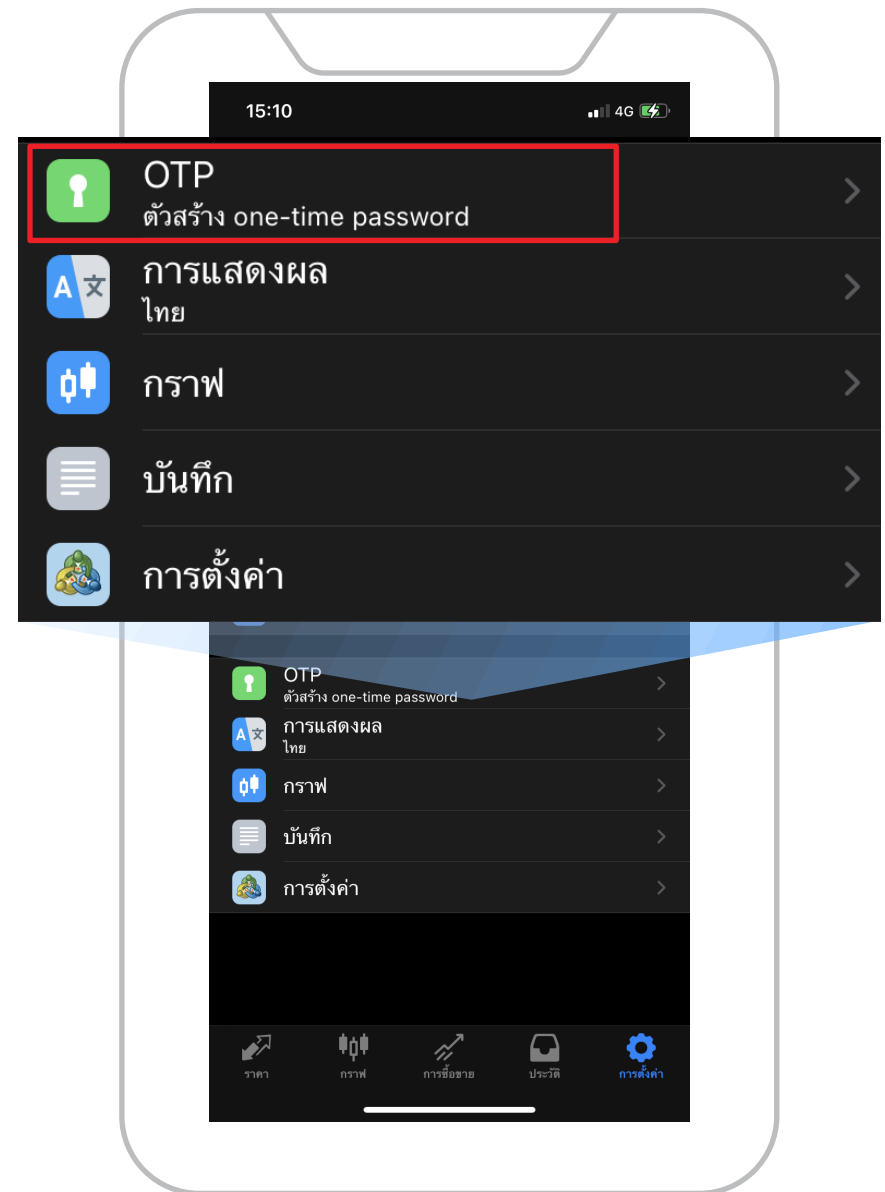 15:10
4G
OTP
ตัวสร้าง one-time password
A 文
การแสดงผล
ไทย
กราฟ
บันทึก
การตั้งค่า
OTP
ตัวสร้าง one-time password
A 文
การแสดงผล
ไทย
กราฟ
บันทึก
การตั้งค่า
ราคา กราฟ การซื้อขาย ประวัติ การตั้งค่า